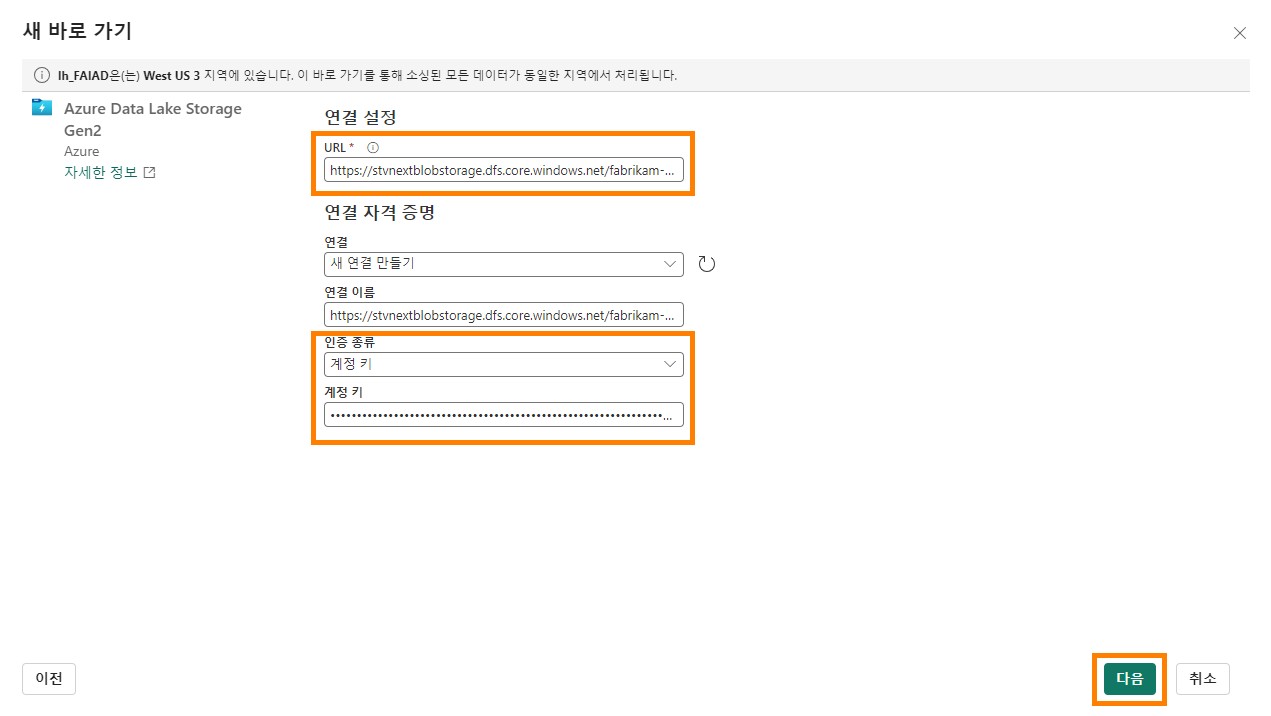 새 바로 가기
lh_FAIAD은(는) West US 3 지역에 있습니다. 이 바로 가기를 통해 소싱된 모든 데이터가 동일한 지역에서 처리됩니다.
Azure Data Lake Storage
Gen2
Azure
자세한 정보
연결 설정
URL *
https://stvnextblobstorage.dfs.core.windows.net/fabrikam-...
연결 자격 증명
연결
새 연결 만들기
연결 이름
https://stvnextblobstorage.dfs.core.windows.net/fabrikam-...
인증 종류
계정 키
계정 키
이전
다음
취소